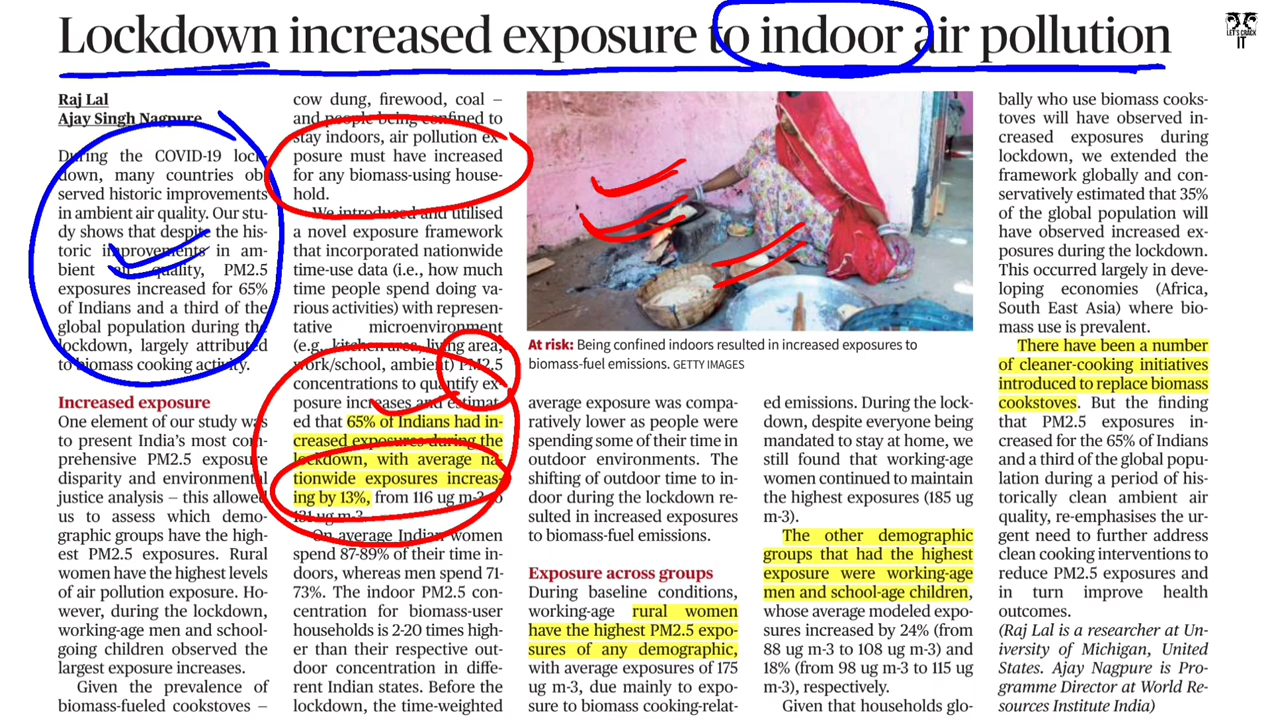 Lockdown increased exposure to indoor air pollution
LET'S CRACK
IT
Raj Lal
Ajay Singh Nagpure
During the COVID-19 lock-
down, many countries ob-
served historic improvements
in ambient air quality. Our stu-
dy shows that despite the his-
toric improvements in am-
bient air quality, PM2.5
exposures increased for 65%
of Indians and a third of the
global population during the
lockdown, largely attributed
to biomass cooking activity.
Increased exposure
One element of our study was
to present India's most com-
prehensive PM2.5 exposure
disparity and environmental
justice analysis – this allowed
us to assess which demo-
graphic groups have the high-
est PM2.5 exposures. Rural
women have the highest levels
of air pollution exposure. Ho-
wever, during the lockdown,
working-age men and school-
going children observed the
largest exposure increases.
Given the prevalence of
biomass-fueled cookstoves –
cow dung, firewood, coal –
and people being confined to
stay indoors, air pollution ex-
posure must have increased
for any biomass-using house-
hold.
We introduced and utilised
a novel exposure framework
that incorporated nationwide
time-use data (i.e., how much
time people spend doing va-
rious activities) with represen-
tative microenvironment
(e.g., kitchen area, living area,
work/school, ambient) PM2.5
concentrations to quantify ex-
posure increases and estimat-
ed that 65% of Indians had in-
creased exposures during the
lockdown, with average na-
tionwide exposures increas-
ing by 13%, from 116 ug m-3 to
131 ug m-3.
On average Indian women
spend 87-89% of their time in-
doors, whereas men spend 71-
73%. The indoor PM2.5 con-
centration for biomass-user
households is 2-20 times high-
er than their respective out-
door concentration in diffe-
rent Indian states. Before the
lockdown, the time-weighted
At risk: Being confined indoors resulted in increased exposures to
biomass-fuel emissions. GETTY IMAGES
average exposure was compa-
ratively lower as people were
spending some of their time in
outdoor environments. The
shifting of outdoor time to in-
door during the lockdown re-
sulted in increased exposures
to biomass-fuel emissions.
Exposure across groups
During baseline conditions,
working-age rural women
have the highest PM2.5 expo-
sures of any demographic,
with average exposures of 175
ug m-3, due mainly to expo-
sure to biomass cooking-relat-
ed emissions. During the lock-
down, despite everyone being
mandated to stay at home, we
still found that working-age
women continued to maintain
the highest exposures (185 ug
m-3).
The other demographic
groups that had the highest
exposure were working-age
men and school-age children,
whose average modeled expo-
sures increased by 24% (from
88 ug m-3 to 108 ug m-3) and
18% (from 98 ug m-3 to 115 ug
m-3), respectively.
Given that households glo-
bally who use biomass cooks-
toves will have observed in-
creased exposures during
lockdown, we extended the
framework globally and con-
servatively estimated that 35%
of the global population will
have observed increased ex-
posures during the lockdown.
This occurred largely in deve-
loping economies (Africa,
South East Asia) where bio-
mass use is prevalent.
There have been a number
of cleaner-cooking initiatives
introduced to replace biomass
cookstoves. But the finding
that PM2.5 exposures in-
creased for the 65% of Indians
and a third of the global popu-
lation during a period of his-
torically clean ambient air
quality, re-emphasises the ur-
gent need to further address
clean cooking interventions to
reduce PM2.5 exposures and
in turn improve health
outcomes.
(Raj Lal is a researcher at Un-
iversity of Michigan, United
States. Ajay Nagpure is Pro-
gramme Director at World Re-
sources Institute India)